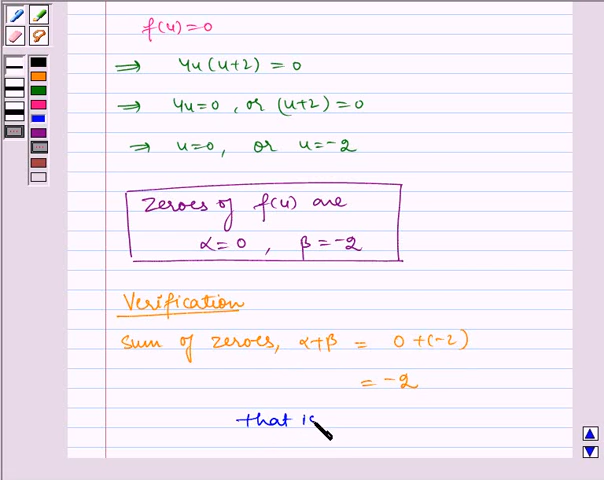 f(u)=0
⟹ 4u(u+2)=0
⟹ 4u=0, or (u+2)=0
⟹ u=0, or u=-2
Zeroes of f(u) are
α=0, β=-2
Verification
Sum of zeroes, α+β = 0+(-2)
= -2
that is